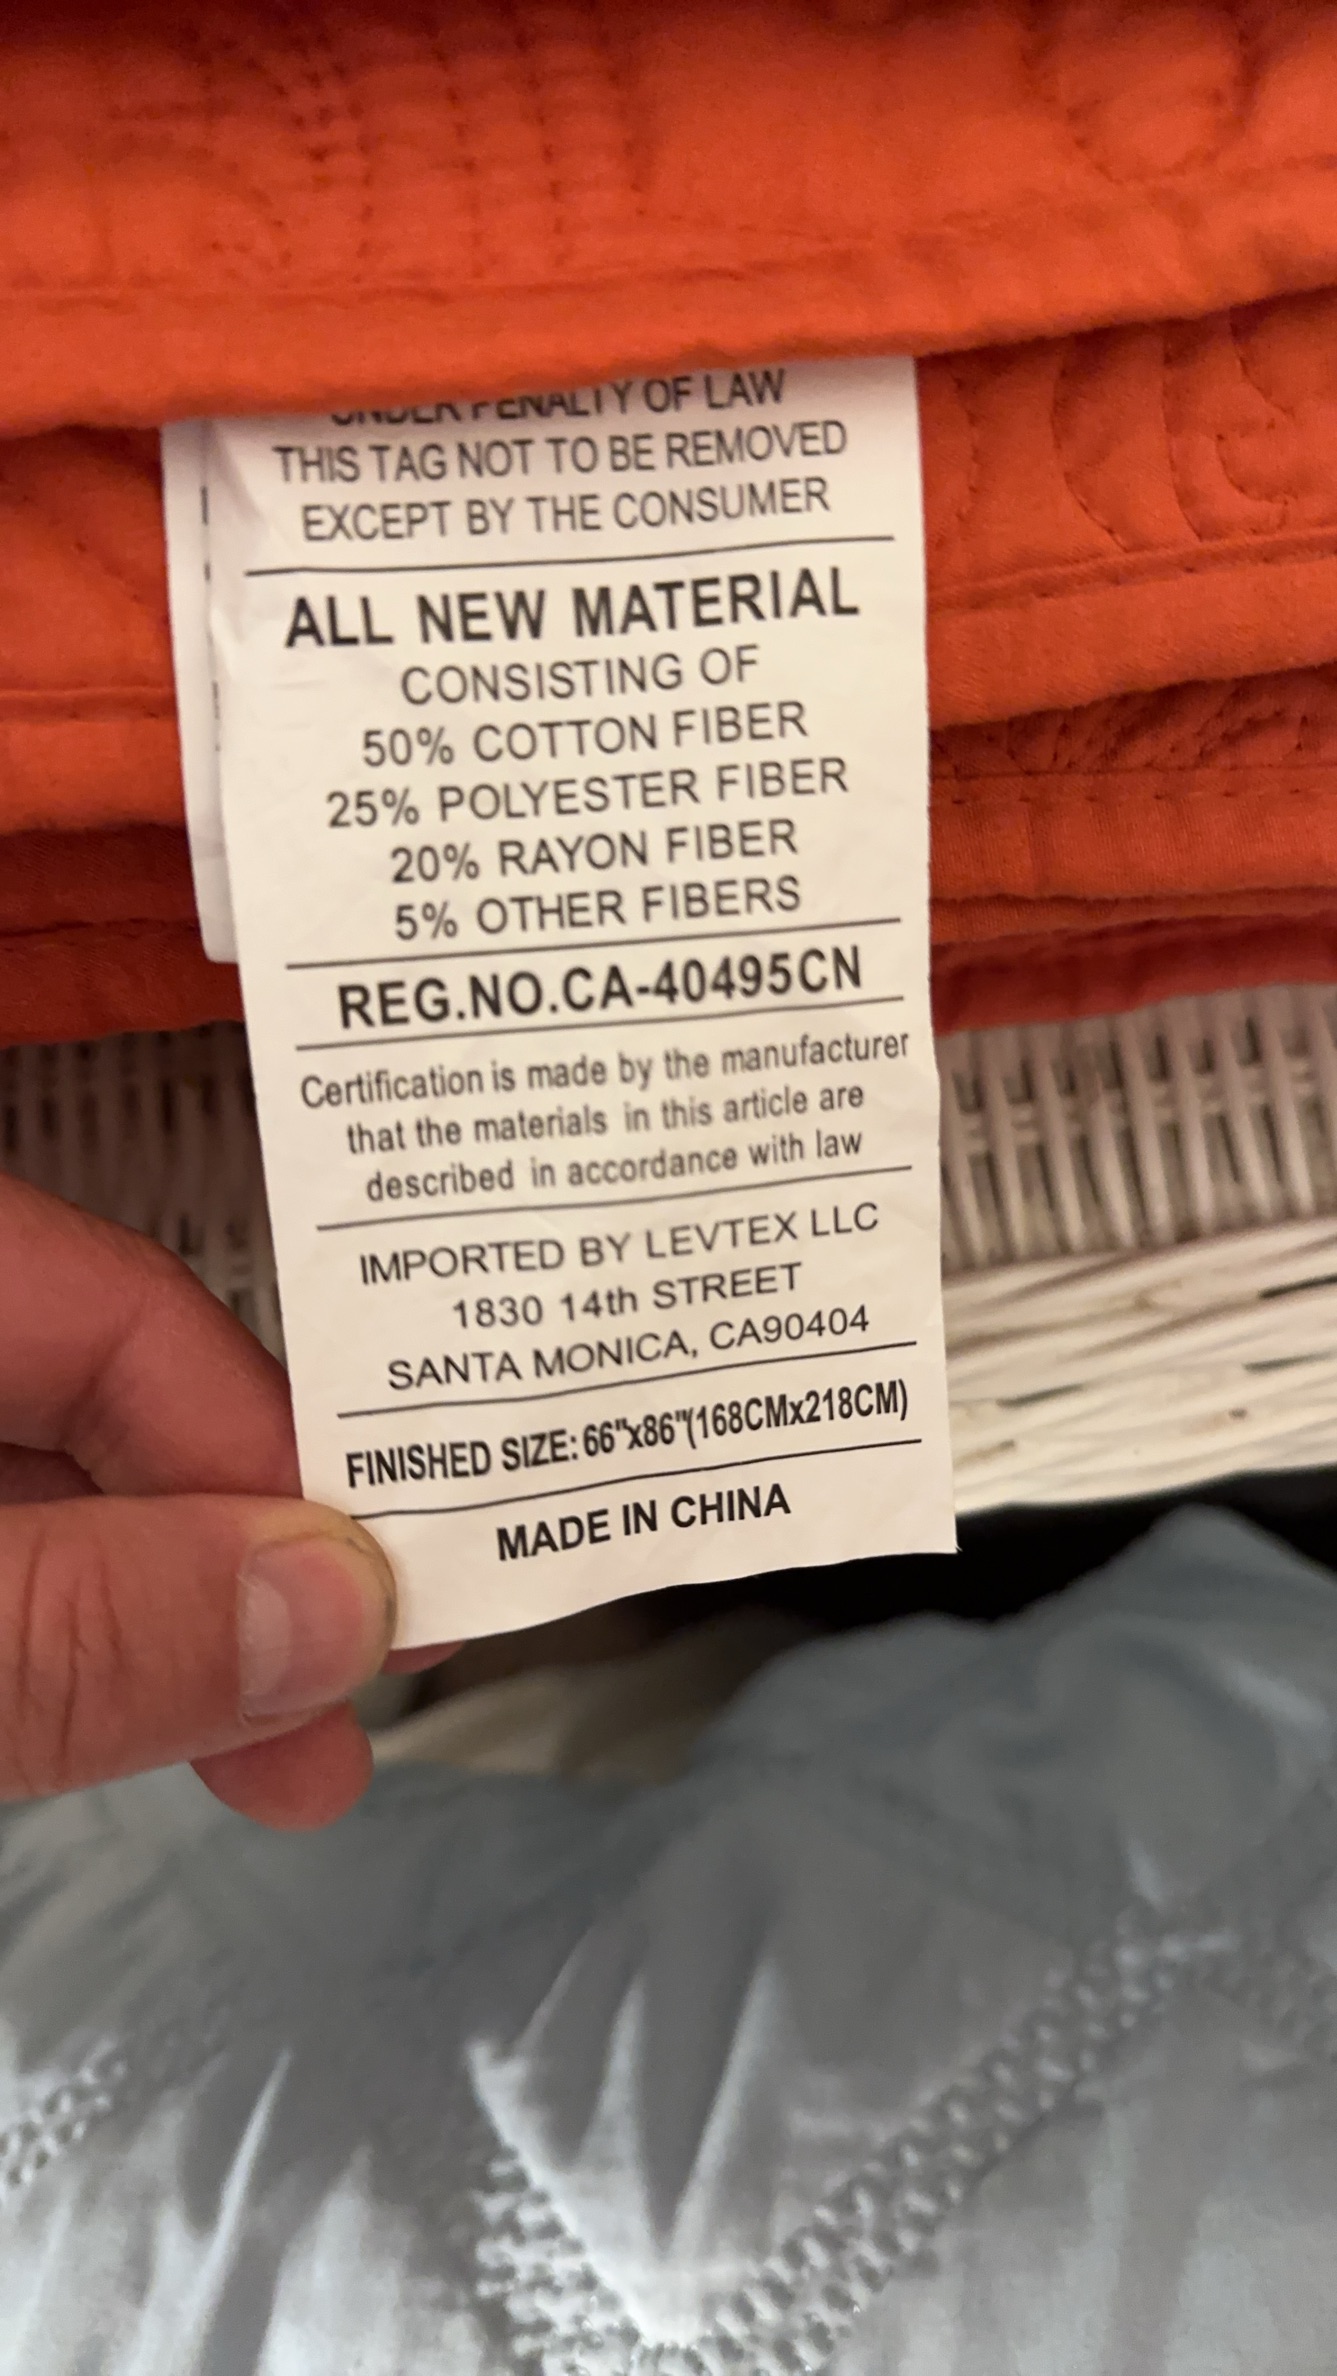 UNDER PENALTY OF LAW
THIS TAG NOT TO BE REMOVED
EXCEPT BY THE CONSUMER
ALL NEW MATERIAL
CONSISTING OF
50% COTTON FIBER
25% POLYESTER FIBER
20% RAYON FIBER
5% OTHER FIBERS
REG.NO.CA-40495CN
Certification is made by the manufacturer
that the materials in this article are
described in accordance with law
IMPORTED BY LEVTEX LLC
1830 14th STREET
SANTA MONICA, CA90404
FINISHED SIZE: 66"x86"(168CMx218CM)
MADE IN CHINA